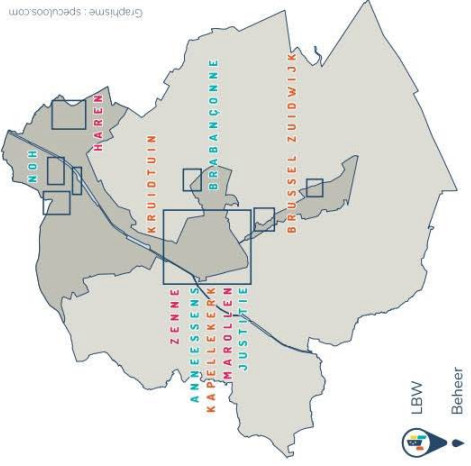 Graphisme : speculoos.com
NOH
HAREN
KRUIDTUIN
BRABANÇONNE
BRUSSEL ZUIDWIJK
ZENNE
ANNEESSENS
KAPELLEKERK
MAROLLEN
JUSTITIE
LBW
Beheer